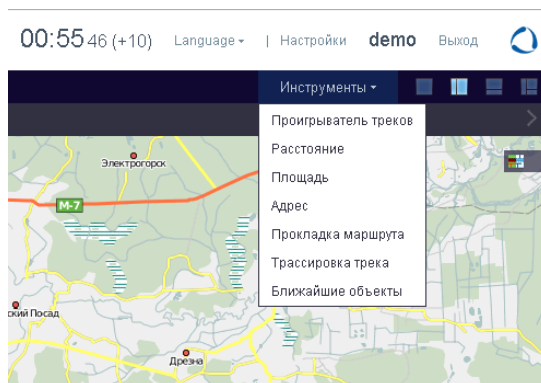 00:55 46 (+10) Language | Настройки demo Выход
Инструменты
Проигрыватель треков
Расстояние
Площадь
Адрес
Прокладка маршрута
Трассировка трека
Ближайшие объекты
Электрогорск
М-7
ский Посад
Дрезна